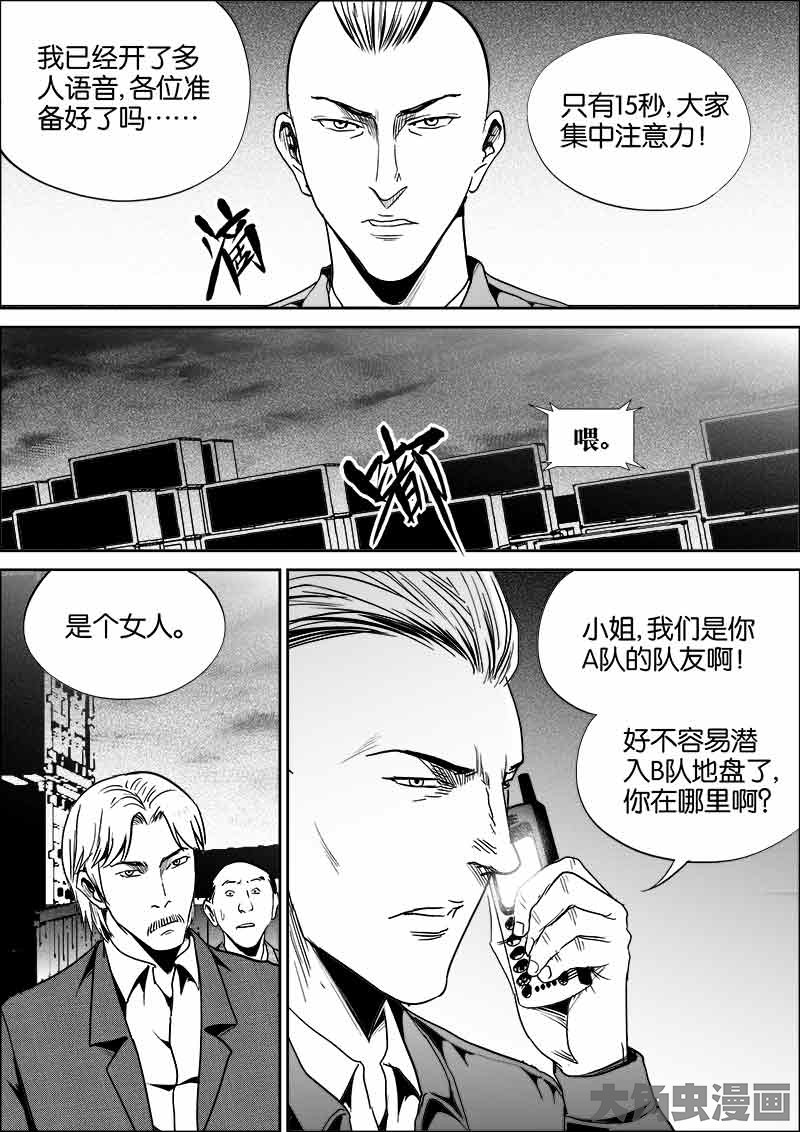 我已经开了多
人语音，各位准
备好了吗……
只有15秒，大家
集中注意力！
滴
喂。
嘟
是个女人。
小姐，我们是你
A队的队友啊！
好不容易潜
入B队地盘了，
你在哪里啊？
大角虫漫画